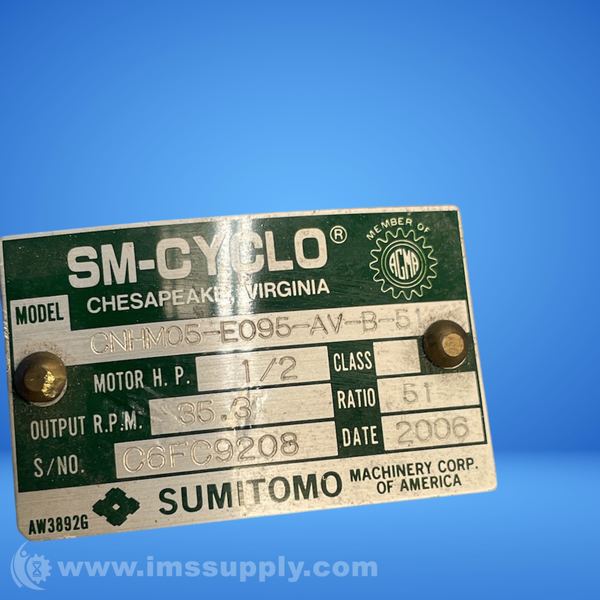 SM-CYCLO®
MEMBER OF
AGMA
CHESAPEAKE, VIRGINIA
MODEL
CNHM05-E095-AV-B-51
MOTOR H. P. 1/2 CLASS
OUTPUT R.P.M. 35.3 RATIO 51
S/NO. C6FC9208 DATE 2006
SUMITOMO MACHINERY CORP.
OF AMERICA
AW3892G
www.imssupply.com